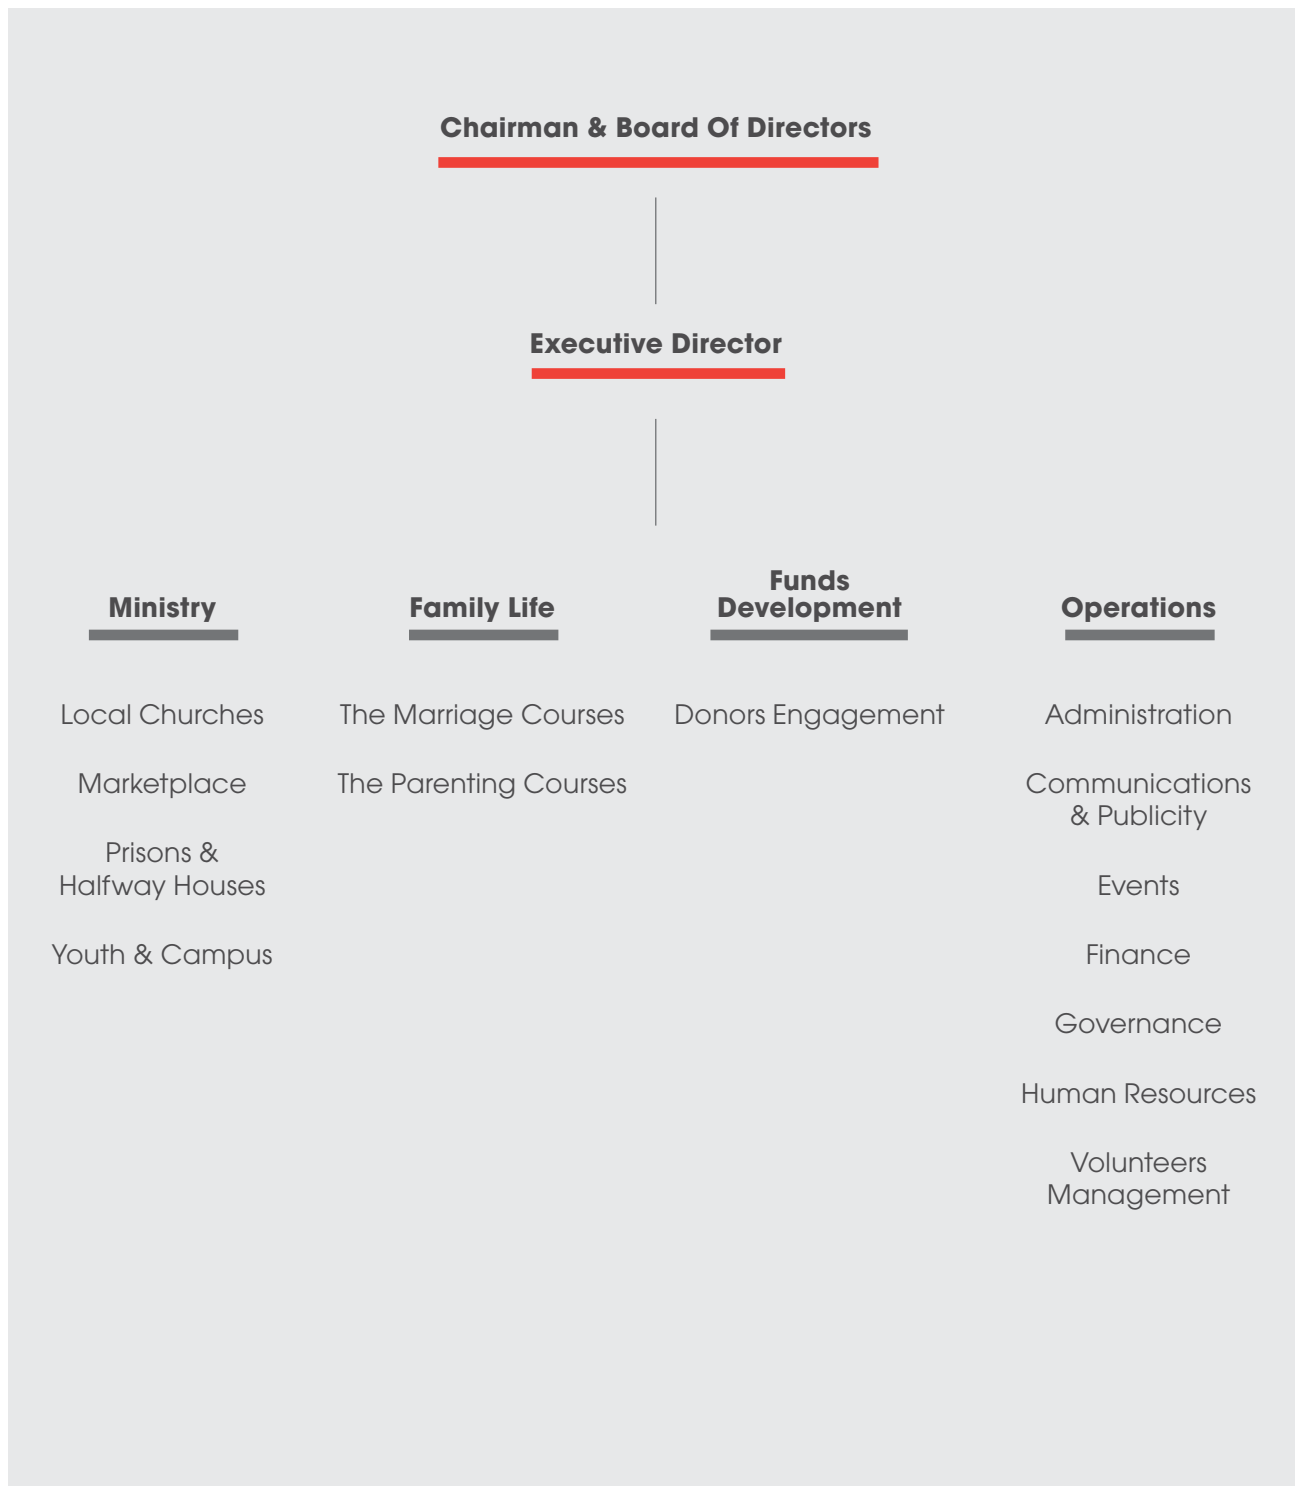 Chairman & Board Of Directors
Executive Director
Ministry
Local Churches
Marketplace
Prisons &
Halfway Houses
Youth & Campus
Family Life
The Marriage Courses
The Parenting Courses
Funds
Development
Donors Engagement
Operations
Administration
Communications
& Publicity
Events
Finance
Governance
Human Resources
Volunteers
Management